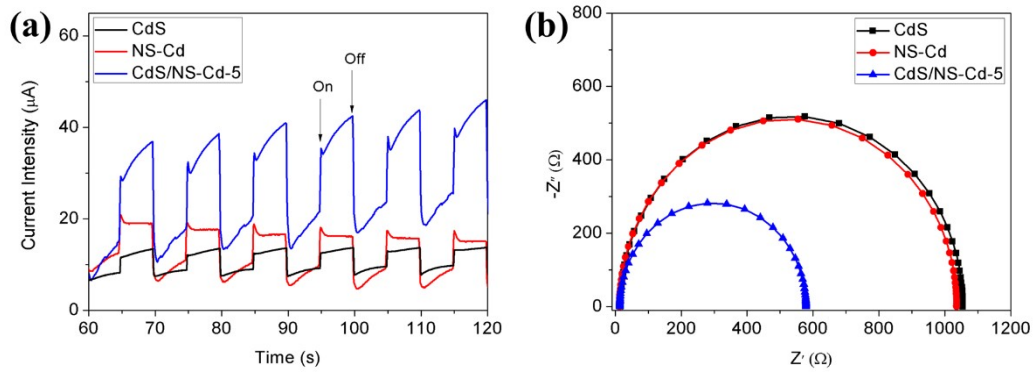 (a)
CdS
NS-Cd
CdS/NS-Cd-5
On
Off
Current Intensity (μA)
60
40
20
0
60 70 80 90 100 110 120
Time (s)
(b)
CdS
NS-Cd
CdS/NS-Cd-5
-Z″ (Ω)
800
600
400
200
0
0 200 400 600 800 1000 1200
Z′ (Ω)